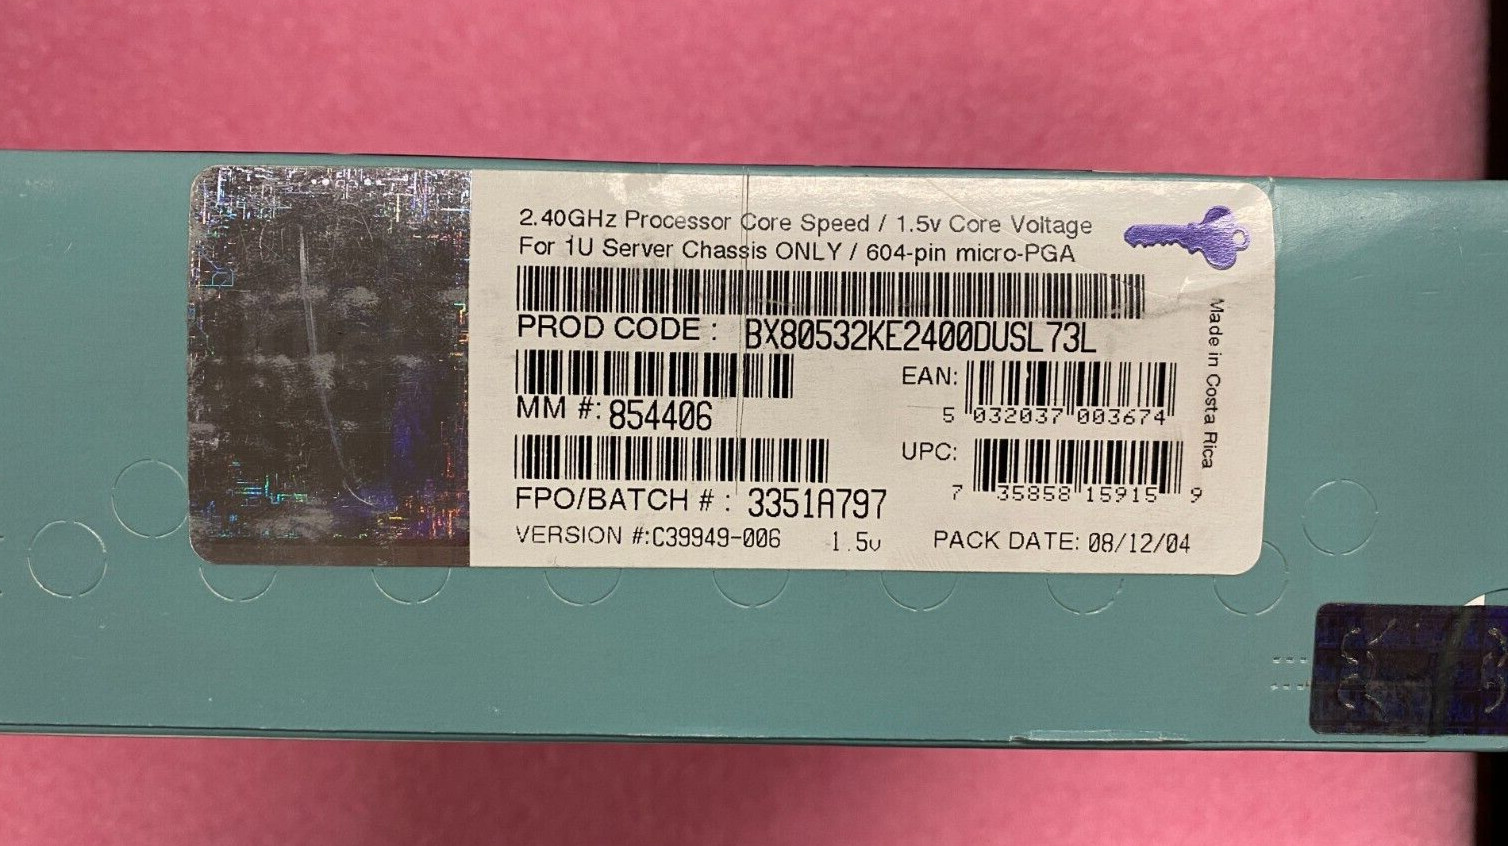 2.40GHz Processor Core Speed / 1.5v Core Voltage
For 1U Server Chassis ONLY / 604-pin micro-PGA
PROD CODE : BX80532KE2400DUSL73L
MM #: 854406
EAN:
5 032037 003674
UPC:
7 35858 15915 9
FPO/BATCH # : 3351A797
VERSION #:C39949-006 1.5v PACK DATE: 08/12/04
Made in Costa Rica